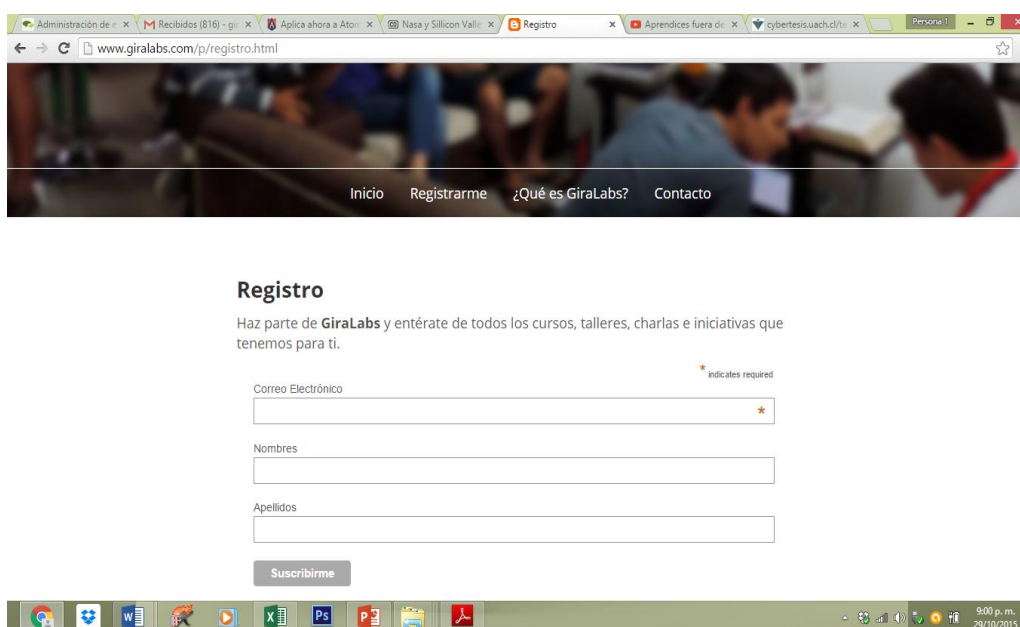 Administración de e
Recibidos (816) - gir
Aplica ahora a Atom
Nasa y Sillicon Valle
Registro
Aprendices fuera de
cybertesis.uach.cl/te
Persona 1
www.giralabs.com/p/registro.html
Inicio Registrarme ¿Qué es GiraLabs? Contacto
Registro
Haz parte de GiraLabs y entérate de todos los cursos, talleres, charlas e iniciativas que
tenemos para ti.
* indicates required
Correo Electrónico
*
Nombres
Apellidos
Suscribirme
9:00 p. m.
29/10/2015